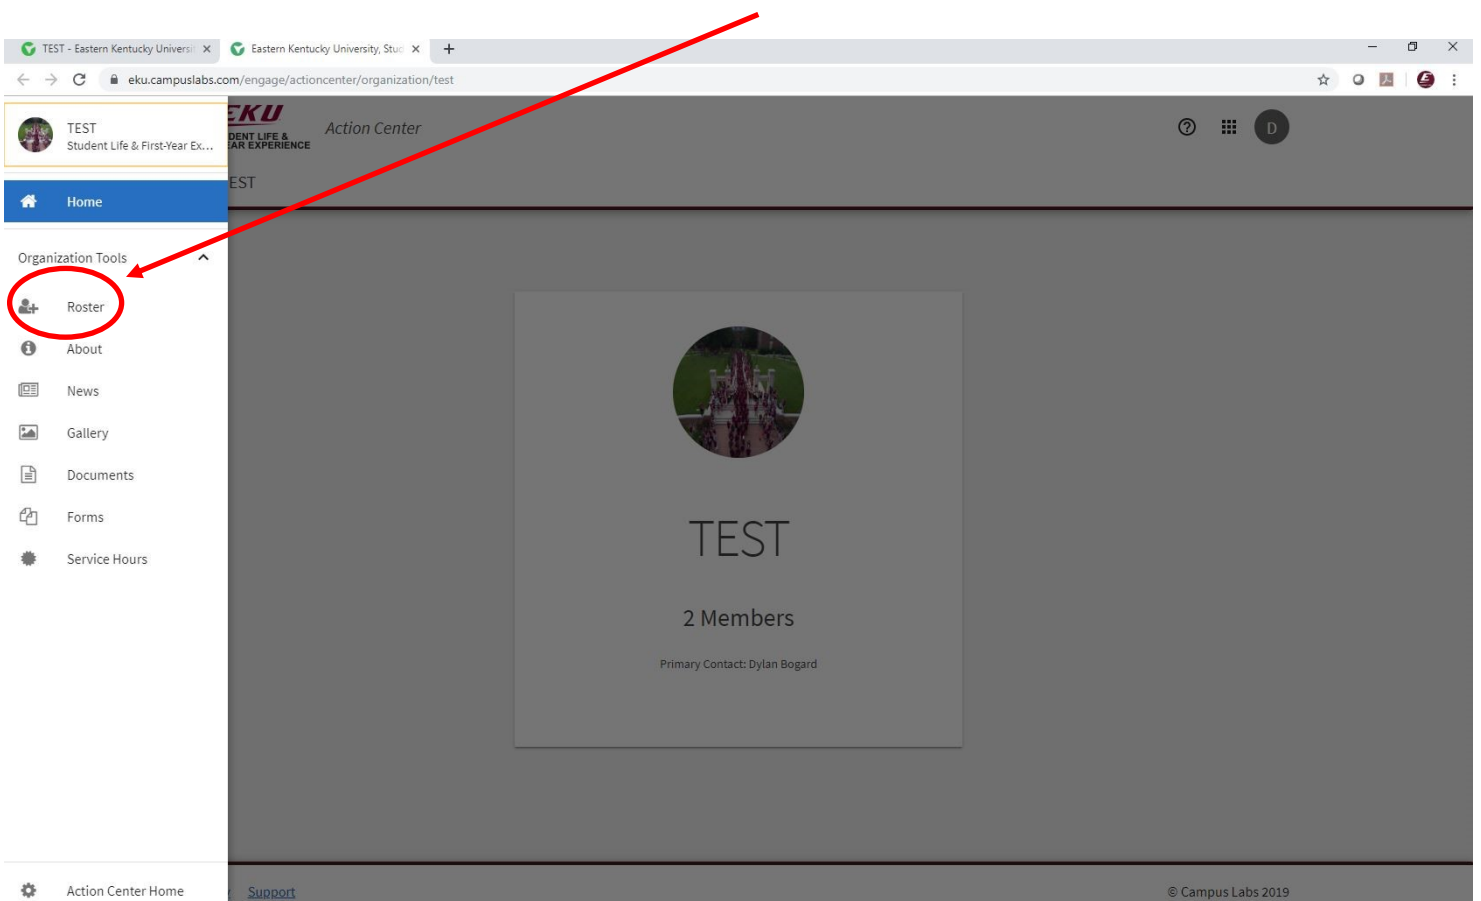 TEST - Eastern Kentucky Universit
Eastern Kentucky University, Stud
eku.campuslabs.com/engage/actioncenter/organization/test
TEST
Student Life & First-Year Ex...
EKU
DENT LIFE &
EAR EXPERIENCE
Action Center
D
EST
Home
Organization Tools
Roster
About
News
Gallery
Documents
Forms
Service Hours
TEST
2 Members
Primary Contact: Dylan Bogard
Action Center Home
Support
© Campus Labs 2019